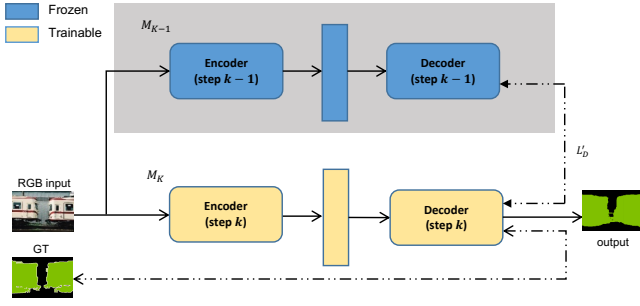 Frozen
Trainable
M_{K-1}
Encoder
(step k − 1)
Decoder
(step k − 1)
L'_D
RGB input
M_K
Encoder
(step k)
Decoder
(step k)
GT
output